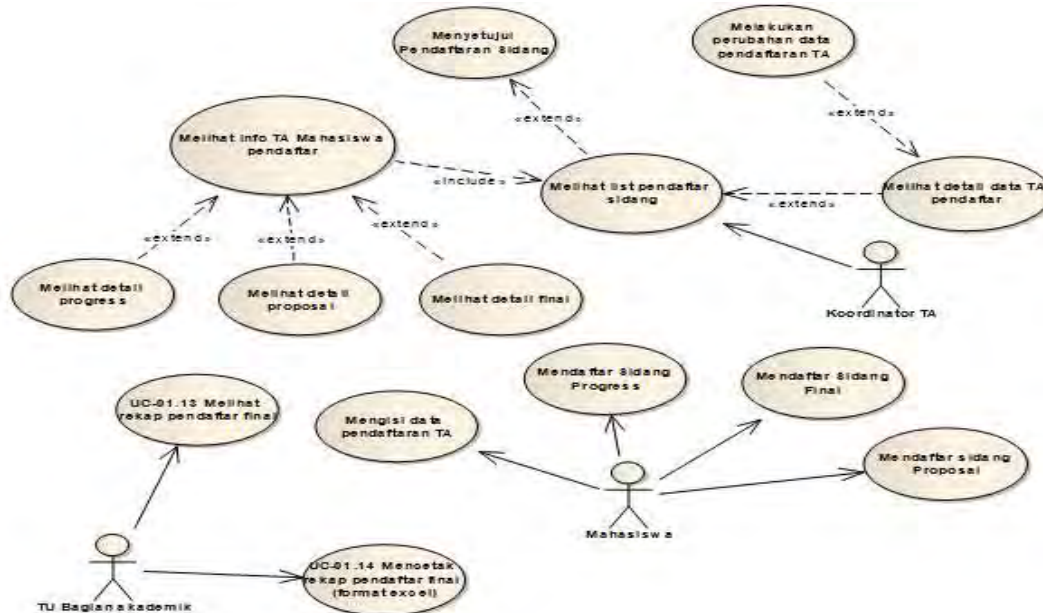 Menyetujui
Pendaftaran Sidang
Melakukan
perubahan data
pendaftaran TA
«extend»
«extend»
Melihat info TA Mahasiswa
pendaftar
«include»
Melihat list pendaftar
sidang
«extend»
Melihat detail data TA
pendaftar
«extend»
«extend»
«extend»
Melihat detail
progress
Melihat detail
proposal
Melihat detail final
Koordinator TA
UC-01.13 Melihat
rekap pendaftar final
Mengisi data
pendaftaran TA
Mendaftar Sidang
Progress
Mendaftar Sidang
Final
Mendaftar sidang
Proposal
Mahasiswa
UC-01.14 Mencetak
rekap pendaftar final
(format excel)
TU Bagian akademik